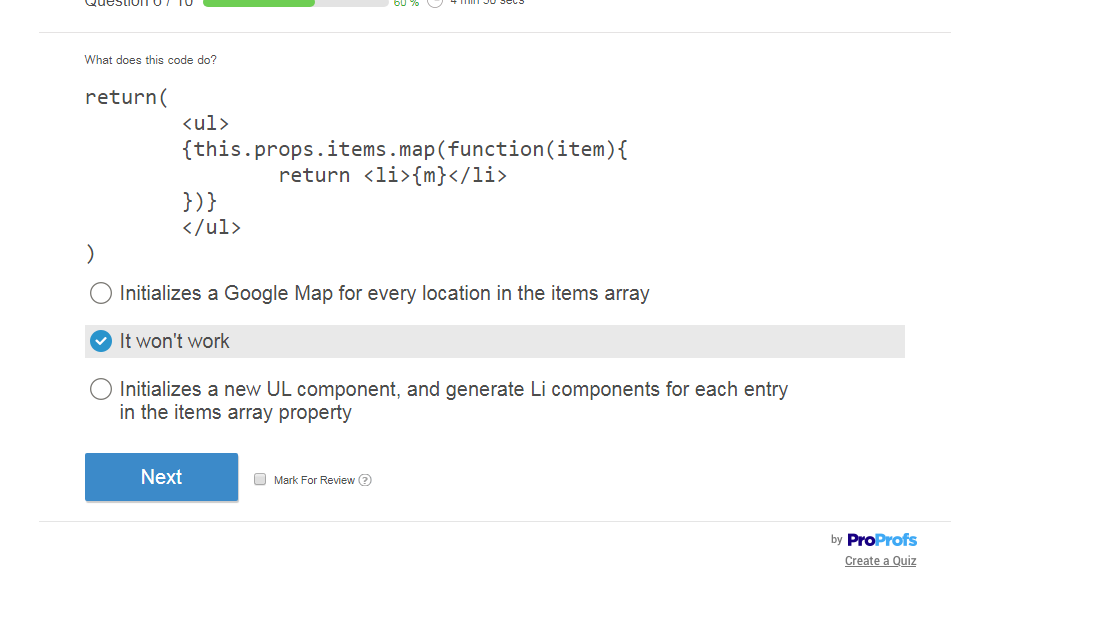 Question 6 / 10 60 % 4 min 50 secs
What does this code do?
return(
<ul>
{this.props.items.map(function(item){
return <li>{m}</li>
})}
</ul>
)
Initializes a Google Map for every location in the items array
It won't work
Initializes a new UL component, and generate Li components for each entry
in the items array property
Next Mark For Review ?
by ProProfs
Create a Quiz